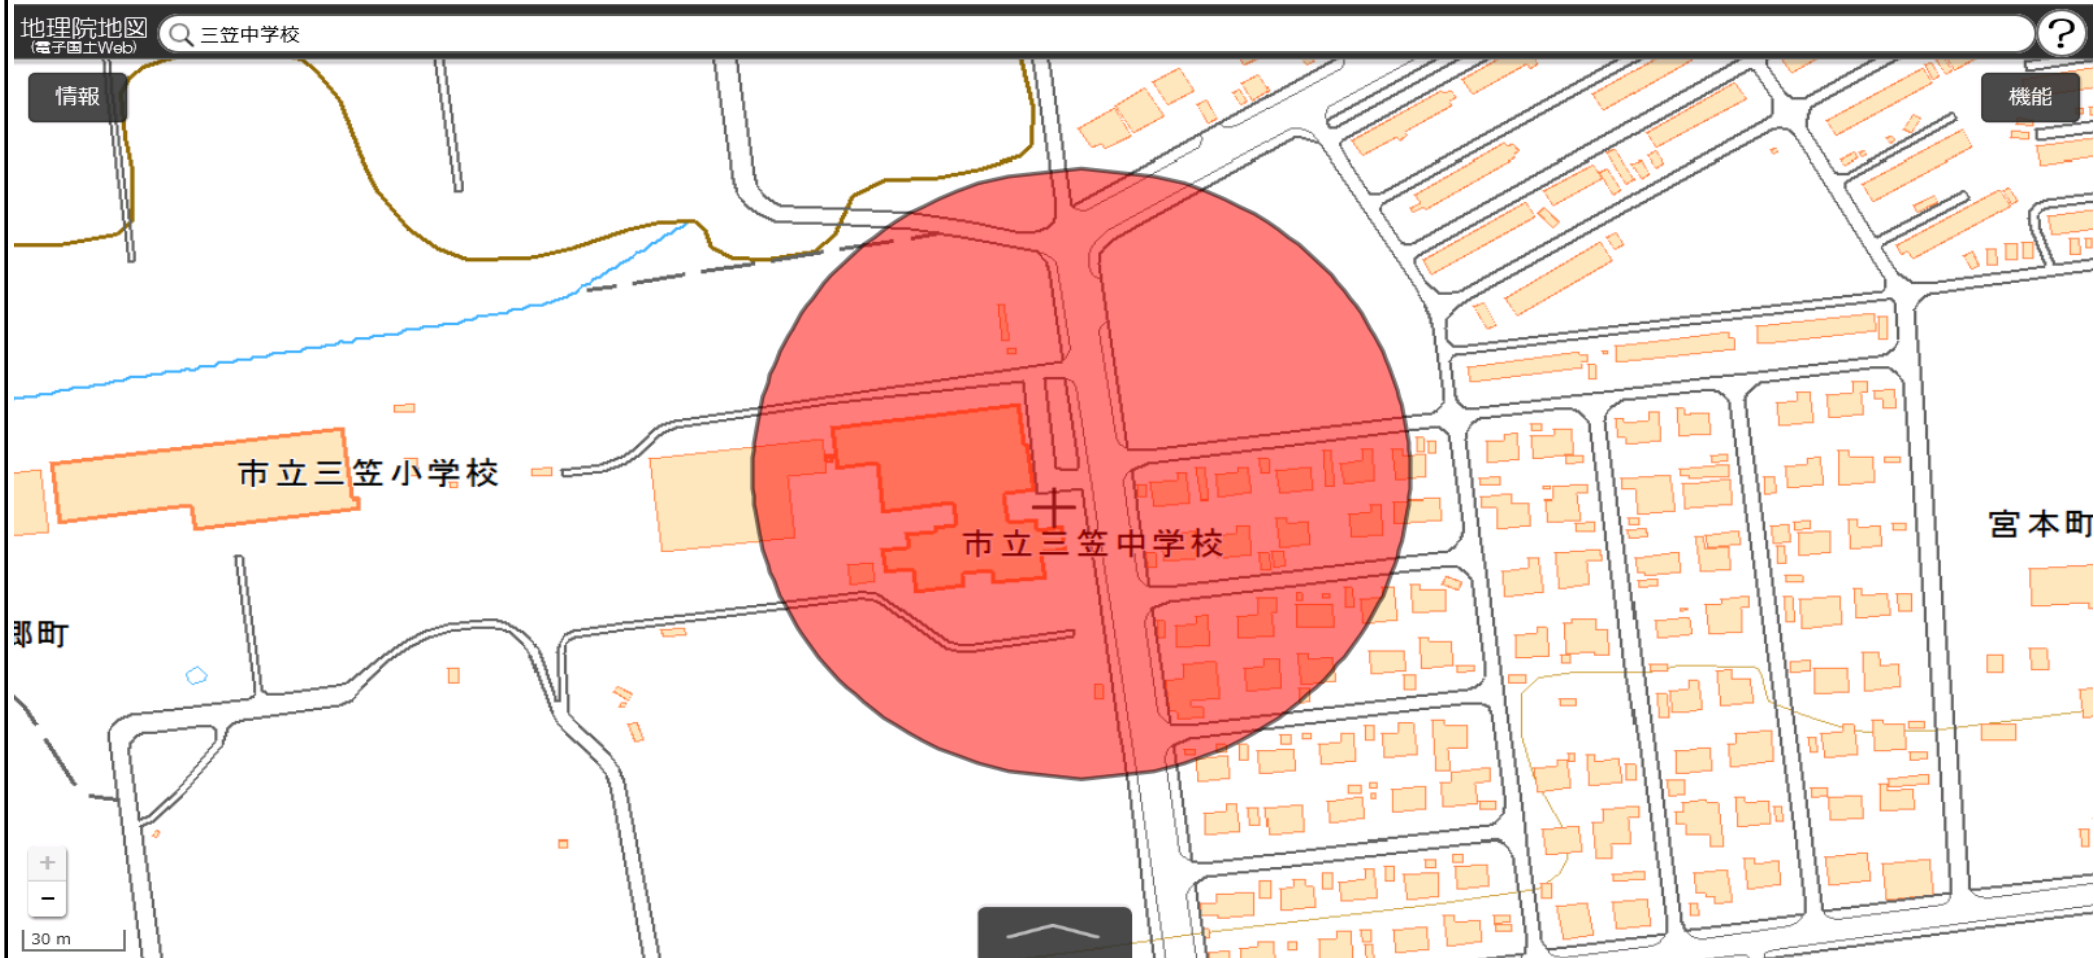 地理院地図
(電子国土Web)
三笠中学校
?
情報
機能
市立三笠小学校
市立三笠中学校
宮本町
郷町
+
−
30 m